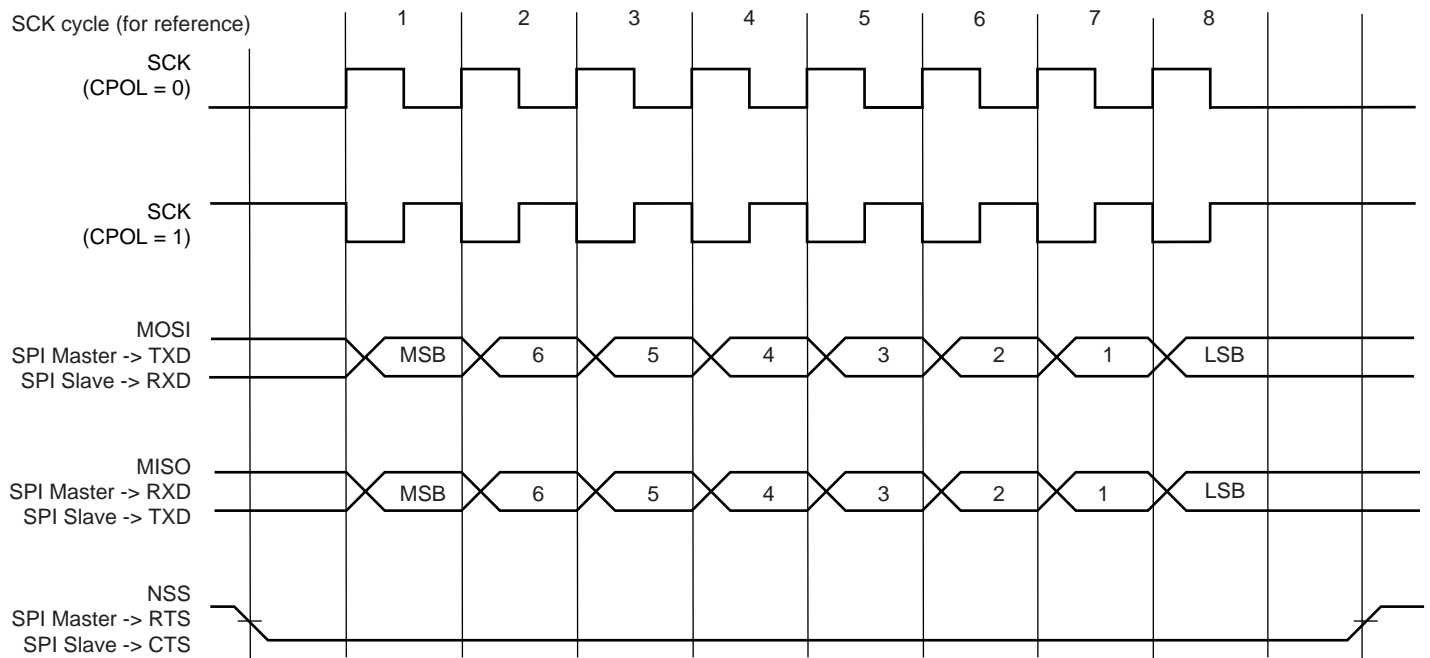 SCK cycle (for reference)
1 2 3 4 5 6 7 8
SCK
(CPOL = 0)
SCK
(CPOL = 1)
MOSI
SPI Master -> TXD
SPI Slave -> RXD
MSB 6 5 4 3 2 1 LSB
MISO
SPI Master -> RXD
SPI Slave -> TXD
MSB 6 5 4 3 2 1 LSB
NSS
SPI Master -> RTS
SPI Slave -> CTS